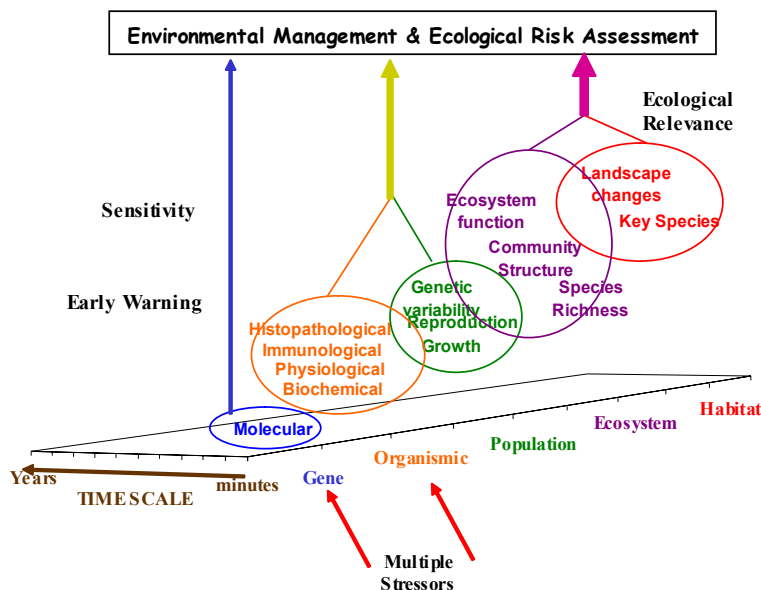 Environmental Management & Ecological Risk Assessment
Ecological
Relevance
Sensitivity
Early Warning
Landscape
changes
Key Species
Ecosystem
function
Community
Structure
Species
Richness
Genetic
variability
Reproduction
Growth
Histopathological
Immunological
Physiological
Biochemical
Molecular
Habitat
Ecosystem
Population
Organismic
Gene
Years
minutes
TIME SCALE
Multiple
Stressors